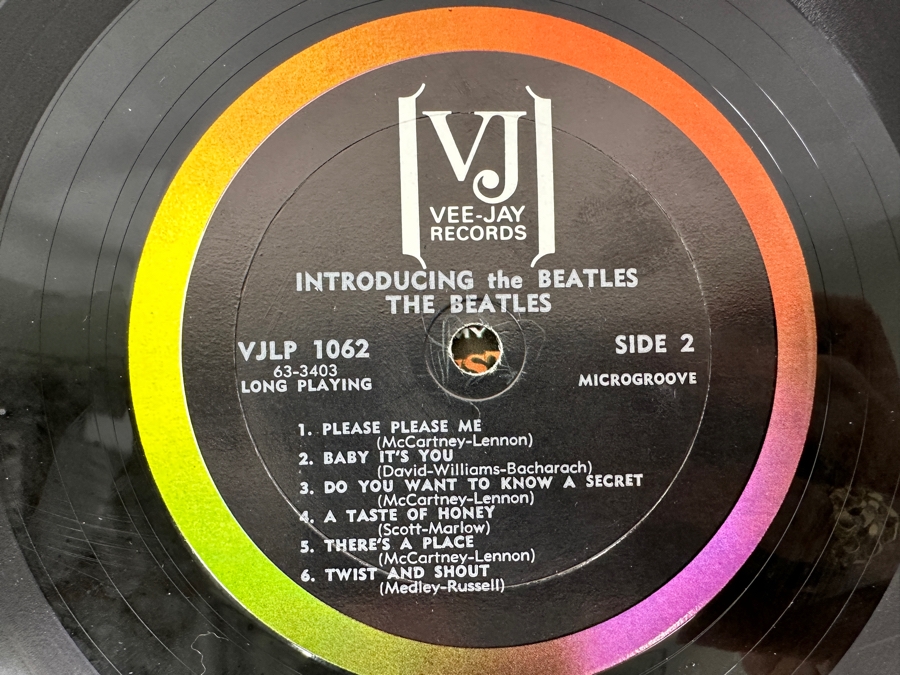 VJ
VEE-JAY
RECORDS
INTRODUCING the BEATLES
THE BEATLES
VJLP 1062
SIDE 2
63-3403
LONG PLAYING
MICROGROOVE
1. PLEASE PLEASE ME
(McCartney-Lennon)
2. BABY IT'S YOU
(David-Williams-Bacharach)
3. DO YOU WANT TO KNOW A SECRET
(McCartney-Lennon)
4. A TASTE OF HONEY
(Scott-Marlow)
5. THERE'S A PLACE
(McCartney-Lennon)
6. TWIST AND SHOUT
(Medley-Russell)